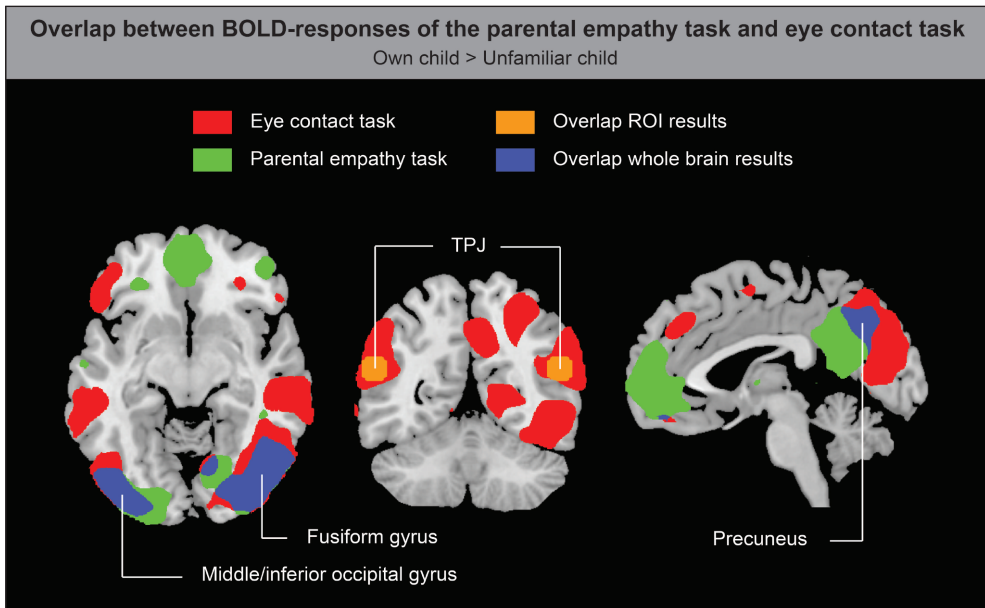 Overlap between BOLD-responses of the parental empathy task and eye contact task
Own child > Unfamiliar child
Eye contact task
Overlap ROI results
Parental empathy task
Overlap whole brain results
TPJ
Fusiform gyrus
Precuneus
Middle/inferior occipital gyrus